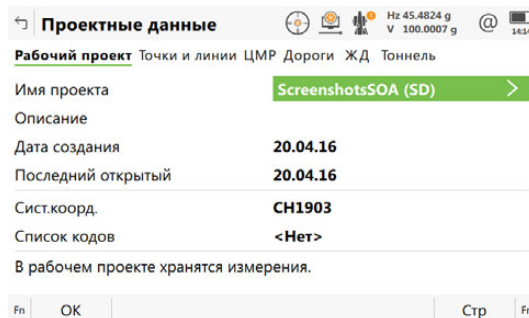 Проектные данные
Hz 45.4824 g
V 100.0007 g
@
14:14
Рабочий проект Точки и линии ЦМР Дороги ЖД Тоннель
Имя проекта ScreenshotsSOA (SD)
Описание
Дата создания 20.04.16
Последний открытый 20.04.16
Сист.коорд. CH1903
Список кодов <Нет>
В рабочем проекте хранятся измерения.
Fn OK Стр